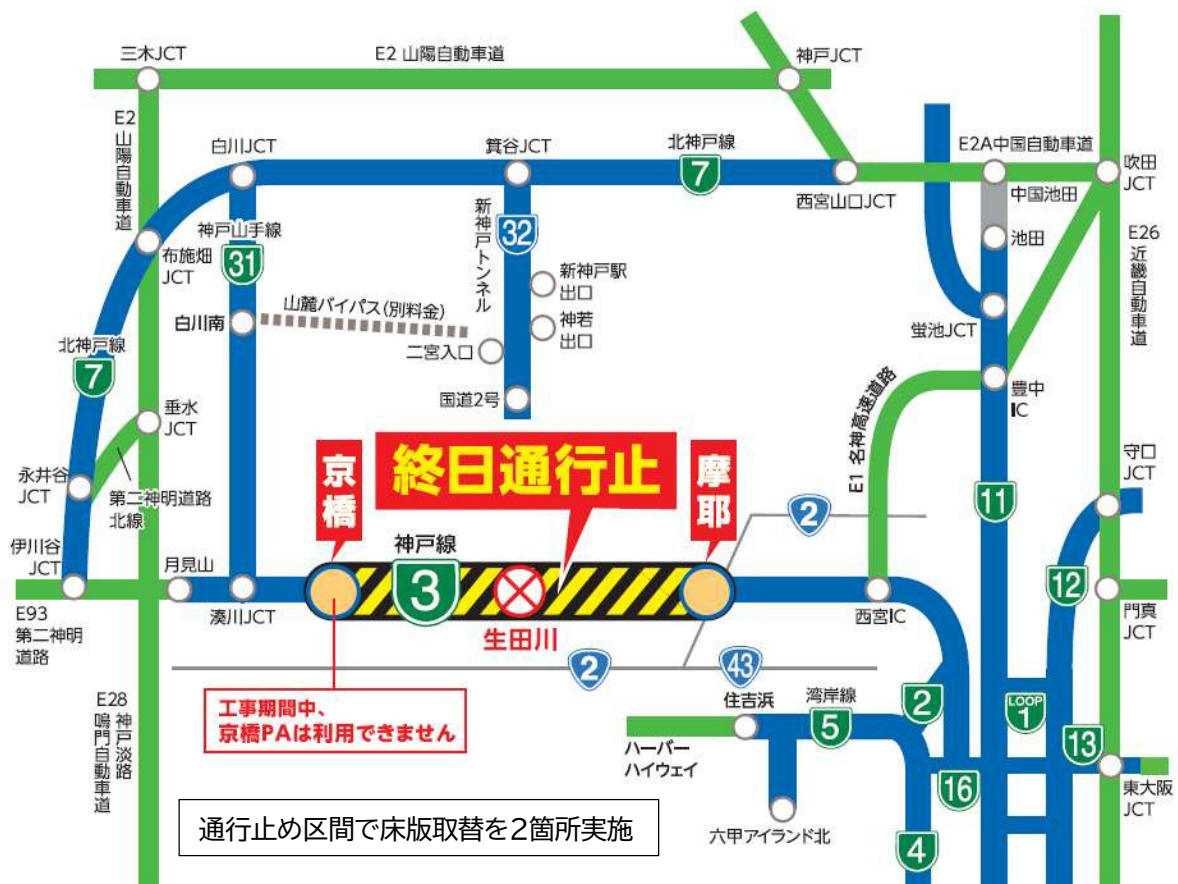 三木JCT
E2 山陽自動車道
神戸JCT
E2
山陽自動車道
白川JCT
箕谷JCT
北神戸線
7
E2A中国自動車道
吹田
JCT
西宮山口JCT
中国池田
神戸山手線
31
新神戸トンネル
32
池田
E26
近畿自動車道
布施畑
JCT
新神戸駅
出口
山麓バイパス(別料金)
白川南
神若
出口
蛍池JCT
北神戸線
7
二宮入口
国道2号
豊中
IC
E1 名神高速道路
垂水
JCT
京橋
終日通行止
摩耶
守口
JCT
永井谷
JCT
第二神明道路
北線
11
2
伊川谷
JCT
月見山
神戸線
3
12
E93
第二神明
道路
湊川JCT
生田川
西宮IC
門真
JCT
2
43
E28
神戸淡路
鳴門自動車道
工事期間中、
京橋PAは利用できません
住吉浜
湾岸線
5
2
LOOP
1
13
ハーバー
ハイウェイ
16
東大阪
JCT
通行止め区間で床版取替を2箇所実施
六甲アイランド北
4